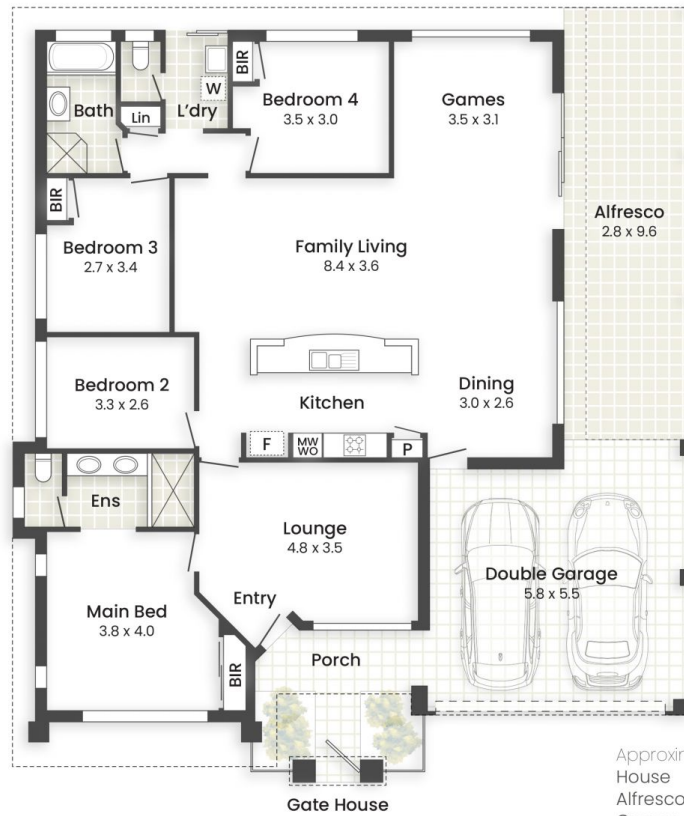 BIR
W
Bath
Lin
L'dry
Bedroom 4
3.5 x 3.0
Games
3.5 x 3.1
BIR
Bedroom 3
2.7 x 3.4
Family Living
8.4 x 3.6
Alfresco
2.8 x 9.6
Bedroom 2
3.3 x 2.6
Kitchen
Dining
3.0 x 2.6
F
MW
WO
P
Ens
Lounge
4.8 x 3.5
Double Garage
5.8 x 5.5
Entry
Main Bed
3.8 x 4.0
BIR
Porch
Gate House
House
Alfresco